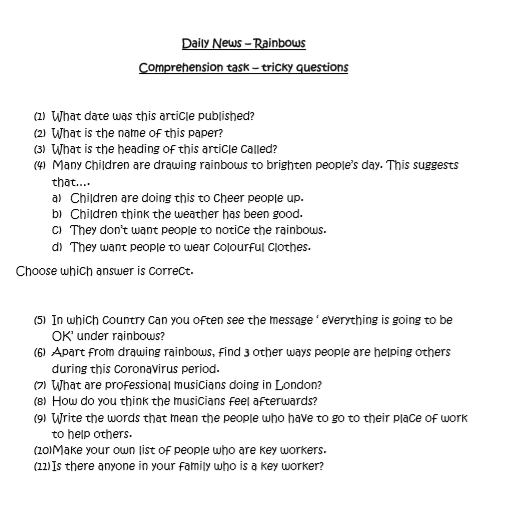 Daily News – Rainbows
Comprehension task – tricky questions
(1) What date was this article published?
(2) What is the name of this paper?
(3) What is the heading of this article called?
(4) Many children are drawing rainbows to brighten people's day. This suggests
that….
a) Children are doing this to cheer people up.
b) Children think the weather has been good.
c) They don't want people to notice the rainbows.
d) They want people to wear colourful clothes.
Choose which answer is correct.
(5) In which country can you often see the message ' everything is going to be
OK' under rainbows?
(6) Apart from drawing rainbows, find 3 other ways people are helping others
during this coronavirus period.
(7) What are professional musicians doing in London?
(8) How do you think the musicians feel afterwards?
(9) Write the words that mean the people who have to go to their place of work
to help others.
(10)Make your own list of people who are key workers.
(11)Is there anyone in your family who is a key worker?